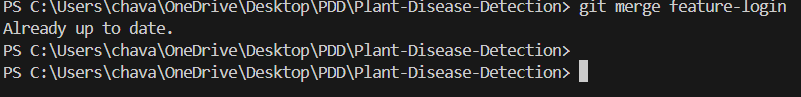 PS C:\Users\chava\OneDrive\Desktop\PDD\Plant-Disease-Detection> git merge feature-login
Already up to date.
PS C:\Users\chava\OneDrive\Desktop\PDD\Plant-Disease-Detection>
PS C:\Users\chava\OneDrive\Desktop\PDD\Plant-Disease-Detection>